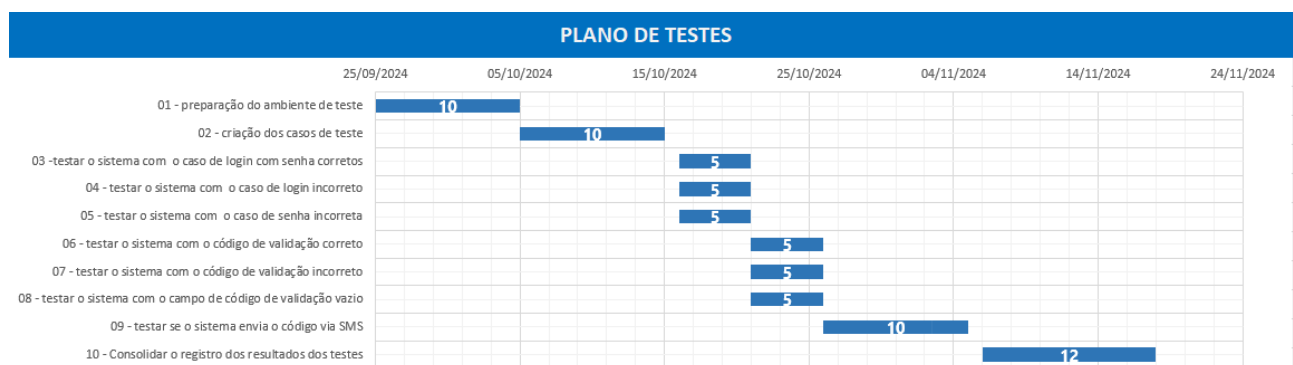 PLANO DE TESTES
25/09/2024 05/10/2024 15/10/2024 25/10/2024 04/11/2024 14/11/2024 24/11/2024
01 - preparação do ambiente de teste 10
02 - criação dos casos de teste 10
03 -testar o sistema com  o caso de login com senha corretos 5
04 - testar o sistema com  o caso de login incorreto 5
05 - testar o sistema com  o caso de senha incorreta 5
06 - testar o sistema com o código de validação correto 5
07 - testar o sistema com o código de validação incorreto 5
08 - testar o sistema com o campo de código de validação vazio 5
09 - testar se o sistema envia o código via SMS 10
10 - Consolidar o registro dos resultados dos testes 12